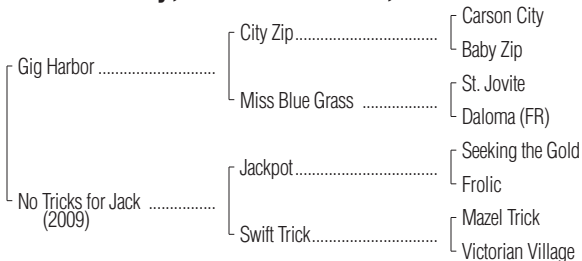 Carson City
City Zip
Baby Zip
Gig Harbor
St. Jovite
Miss Blue Grass
Daloma (FR)
Seeking the Gold
Jackpot
Frolic
No Tricks for Jack
(2009)
Mazel Trick
Swift Trick
Victorian Village